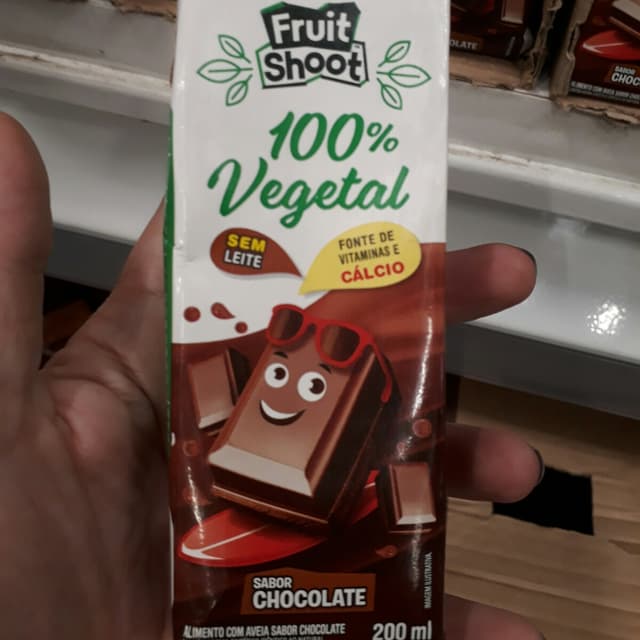 Fruit
Shoot
100%
Vegetal
SEM
LEITE
FONTE DE
VITAMINAS E
CÁLCIO
SABOR
CHOCOLATE
IMAGEM ILUSTRATIVA
ALIMENTO COM AVEIA SABOR CHOCOLATE
200 ml
CHOCOLATE
SABOR
CHOC